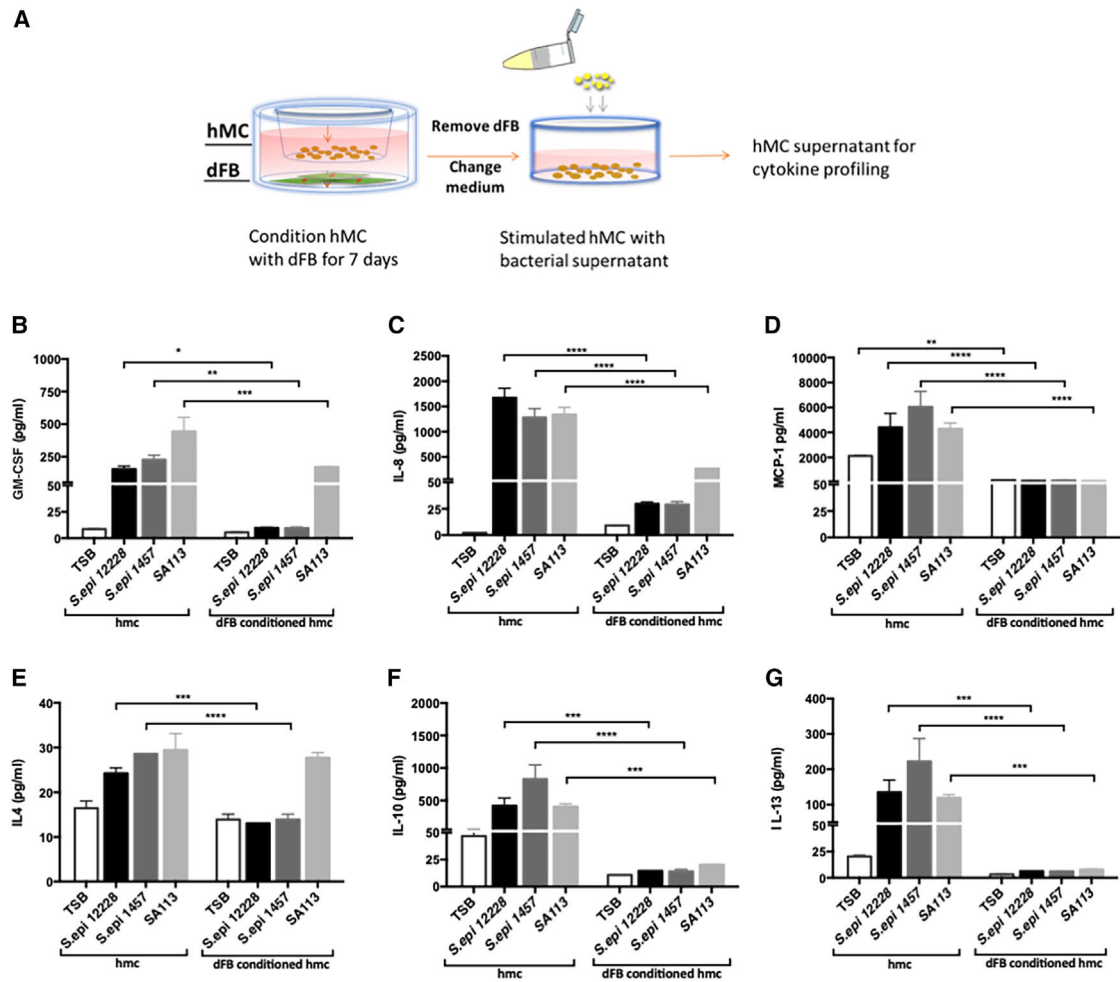 A
hMC
dFB
Remove dFB
Change
medium
hMC supernatant for
cytokine profiling
Condition hMC
with dFB for 7 days
Stimulated hMC with
bacterial supernatant
B
GM-CSF (pg/ml)
1000
750
500
250
50
25
0
*
**
***
TSB
S.epi 12228
S.epi 1457
SA113
TSB
S.epi 12228
S.epi 1457
SA113
hmc
dFB conditioned hmc
C
IL-8 (pg/ml)
2500
2000
1500
1000
500
50
25
0
****
****
****
TSB
S.epi 12228
S.epi 1457
SA113
TSB
S.epi 12228
S.epi 1457
SA113
hmc
dFB conditioned hmc
D
MCP-1 pg/ml
10000
8000
6000
4000
2000
50
25
0
**
****
****
****
TSB
S.epi 12228
S.epi 1457
SA113
TSB
S.epi 12228
S.epi 1457
SA113
hmc
dFB conditioned hmc
E
IL4 (pg/ml)
40
30
20
10
0
***
****
TSB
S.epi 12228
S.epi 1457
SA113
TSB
S.epi 12228
S.epi 1457
SA113
hmc
dFB conditioned hmc
F
IL-10 (pg/ml)
2000
1500
1000
500
50
25
0
***
****
***
TSB
S.epi 12228
S.epi 1457
SA113
TSB
S.epi 12228
S.epi 1457
SA113
hmc
dFB conditioned hmc
G
I L-13 (pg/ml)
400
300
200
100
50
25
0
***
****
***
TSB
S.epi 12228
S.epi 1457
SA113
TSB
S.epi 12228
S.epi 1457
SA113
hmc
dFB conditioned hmc